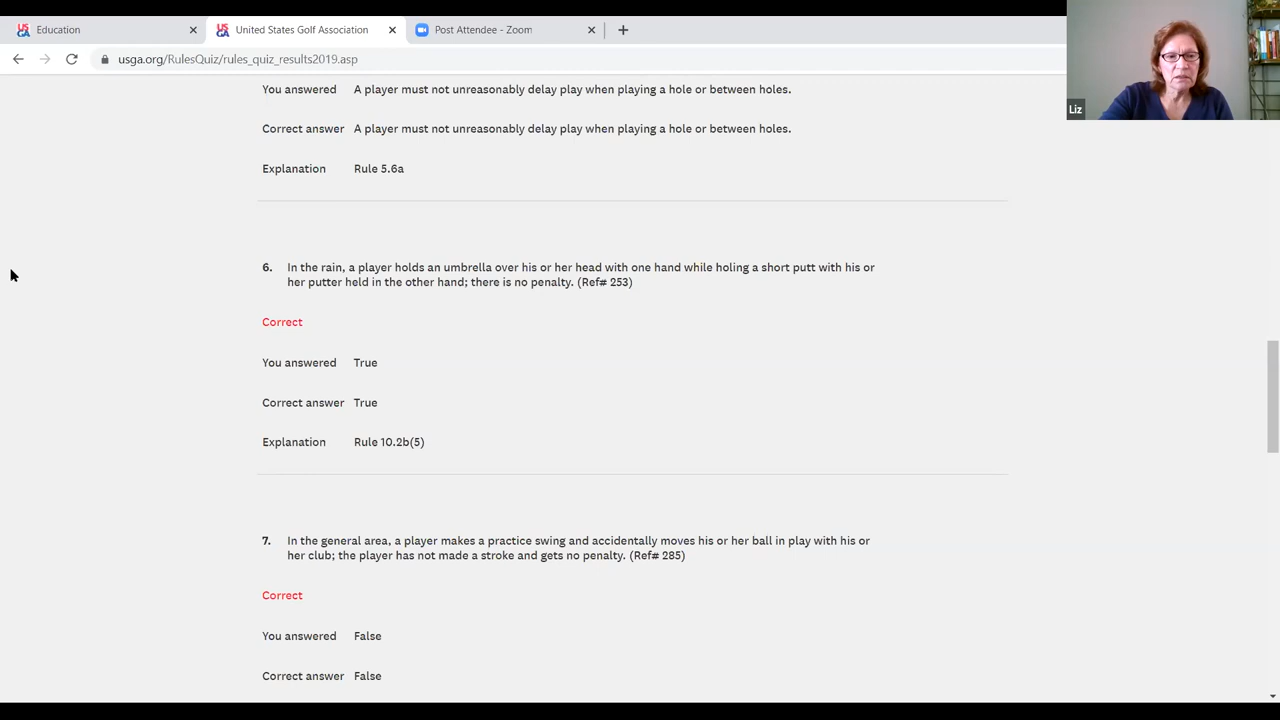 Education
United States Golf Association
Post Attendee - Zoom
usga.org/RulesQuiz/rules_quiz_results2019.asp
Liz
You answered A player must not unreasonably delay play when playing a hole or between holes.
Correct answer A player must not unreasonably delay play when playing a hole or between holes.
Explanation Rule 5.6a
6. In the rain, a player holds an umbrella over his or her head with one hand while holing a short putt with his or
her putter held in the other hand; there is no penalty. (Ref# 253)
Correct
You answered True
Correct answer True
Explanation Rule 10.2b(5)
7. In the general area, a player makes a practice swing and accidentally moves his or her ball in play with his or
her club; the player has not made a stroke and gets no penalty. (Ref# 285)
Correct
You answered False
Correct answer False